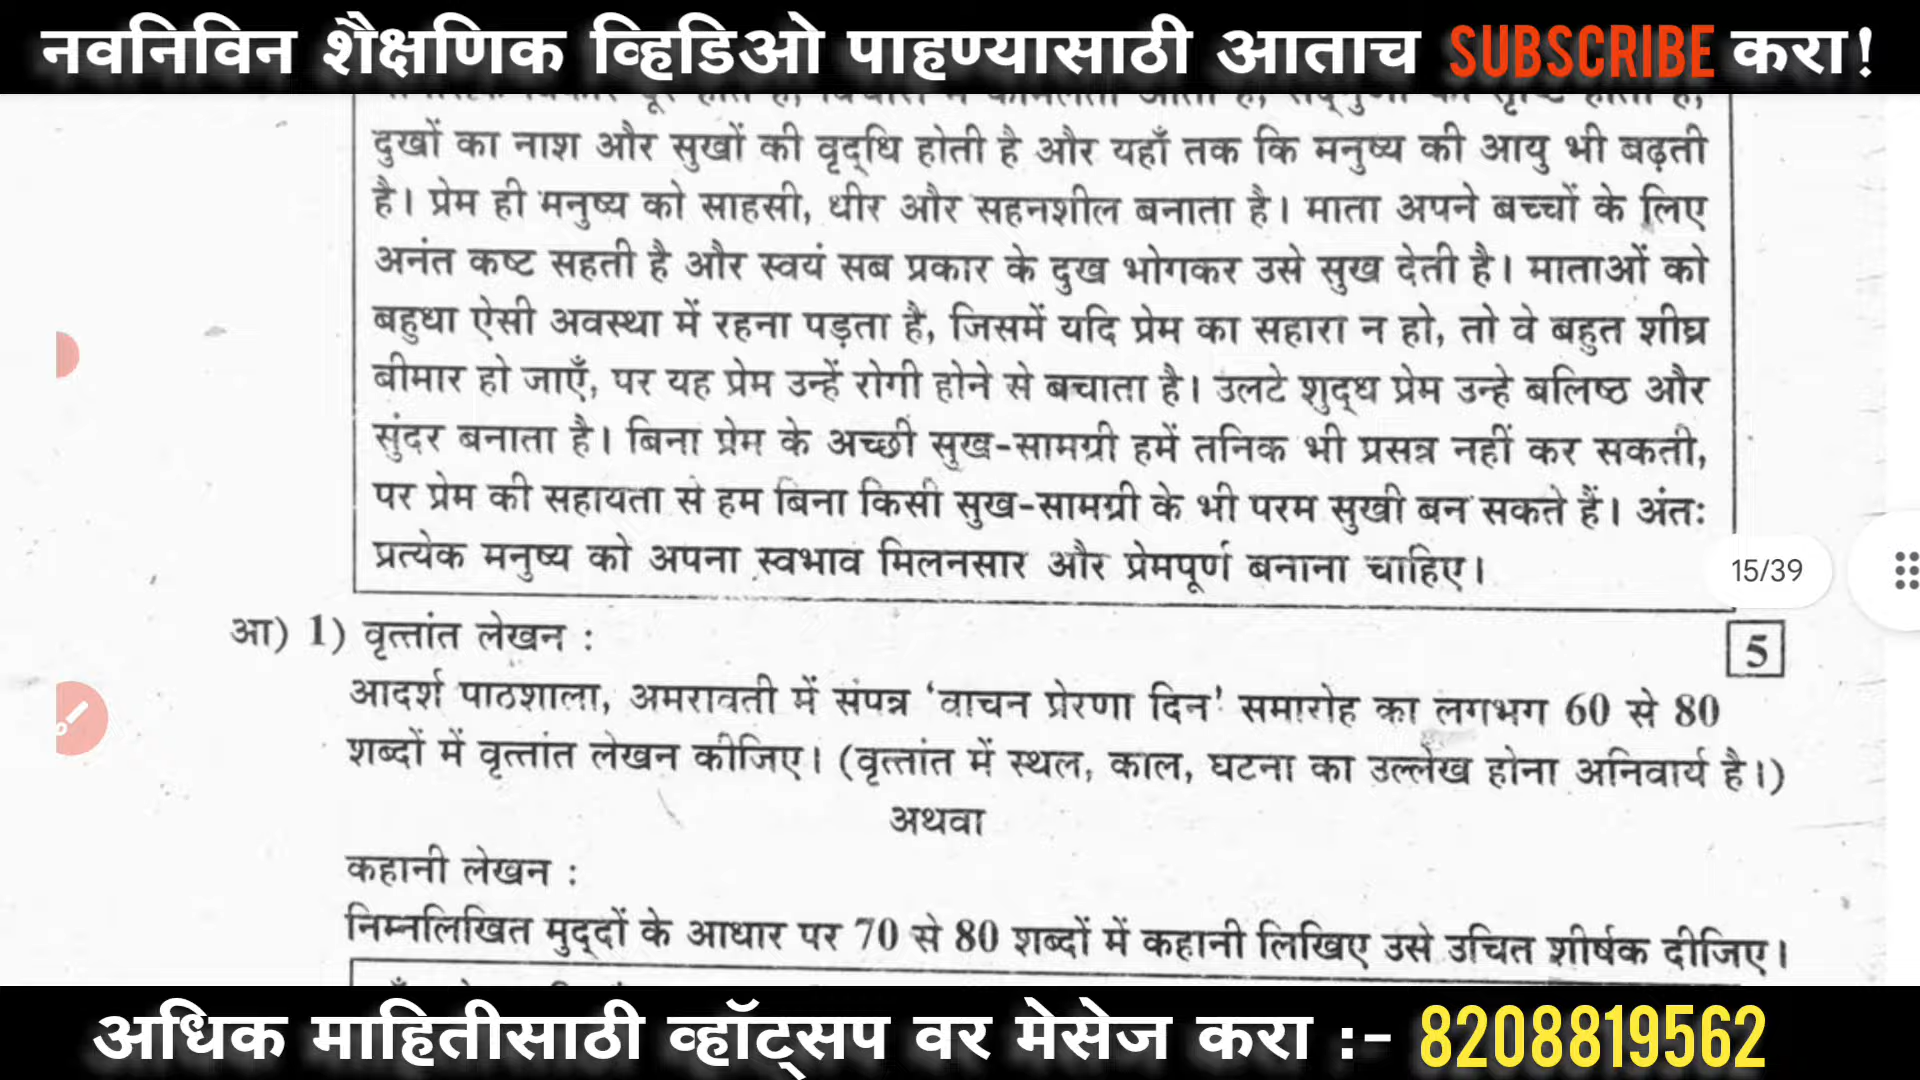 नवनिविन शैक्षणिक व्हिडिओ पाहण्यासाठी आताच SUBSCRIBE करा!
दुखों का नाश और सुखों की वृद्धि होती है और यहाँ तक कि मनुष्य की आयु भी बढ़ती
है। प्रेम ही मनुष्य को साहसी, धीर और सहनशील बनाता है। माता अपने बच्चों के लिए
अनंत कष्ट सहती है और स्वयं सब प्रकार के दुख भोगकर उसे सुख देती है। माताओं को
बहुधा ऐसी अवस्था में रहना पड़ता है, जिसमें यदि प्रेम का सहारा न हो, तो वे बहुत शीघ्र
बीमार हो जाएँ, पर यह प्रेम उन्हें रोगी होने से बचाता है। उलटे शुद्ध प्रेम उन्हे बलिष्ठ और
सुंदर बनाता है। बिना प्रेम के अच्छी सुख-सामग्री हमें तनिक भी प्रसन्न नहीं कर सकती,
पर प्रेम की सहायता से हम बिना किसी सुख-सामग्री के भी परम सुखी बन सकते हैं। अंतः
प्रत्येक मनुष्य को अपना स्वभाव मिलनसार और प्रेमपूर्ण बनाना चाहिए।
15/39
आ) 1) वृत्तांत लेखन :
5
आदर्श पाठशाला, अमरावती में संपन्न ‘वाचन प्रेरणा दिन’ समारोह का लगभग 60 से 80
शब्दों में वृत्तांत लेखन कीजिए। (वृत्तांत में स्थल, काल, घटना का उल्लेख होना अनिवार्य है।)
अथवा
कहानी लेखन :
निम्नलिखित मुद्दों के आधार पर 70 से 80 शब्दों में कहानी लिखिए उसे उचित शीर्षक दीजिए।
अधिक माहितीसाठी व्हॉट्सप वर मेसेज करा :- 8208819562